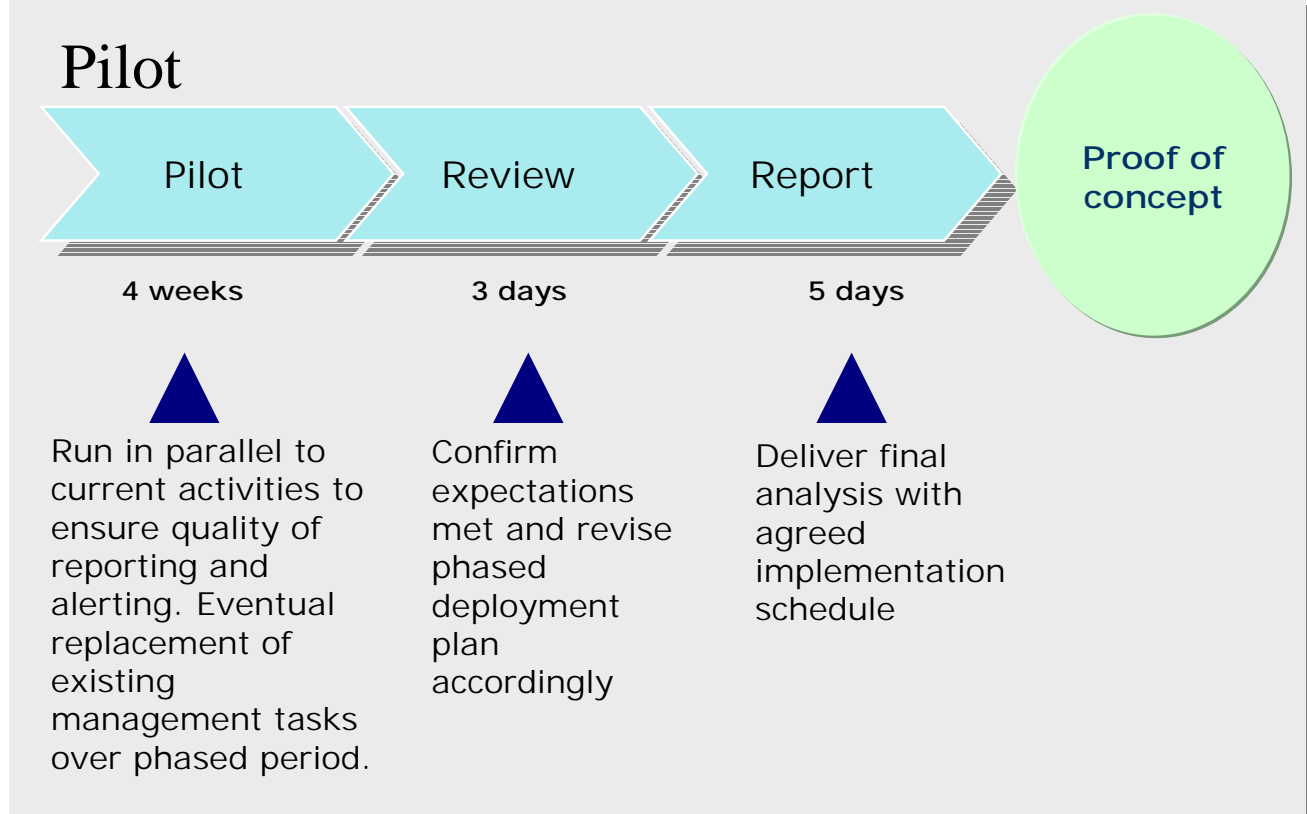 Pilot
Pilot
Review
Report
Proof of
concept
4 weeks
3 days
5 days
Run in parallel to
current activities to
ensure quality of
reporting and
alerting. Eventual
replacement of
existing
management tasks
over phased period.
Confirm
expectations
met and revise
phased
deployment
plan
accordingly
Deliver final
analysis with
agreed
implementation
schedule